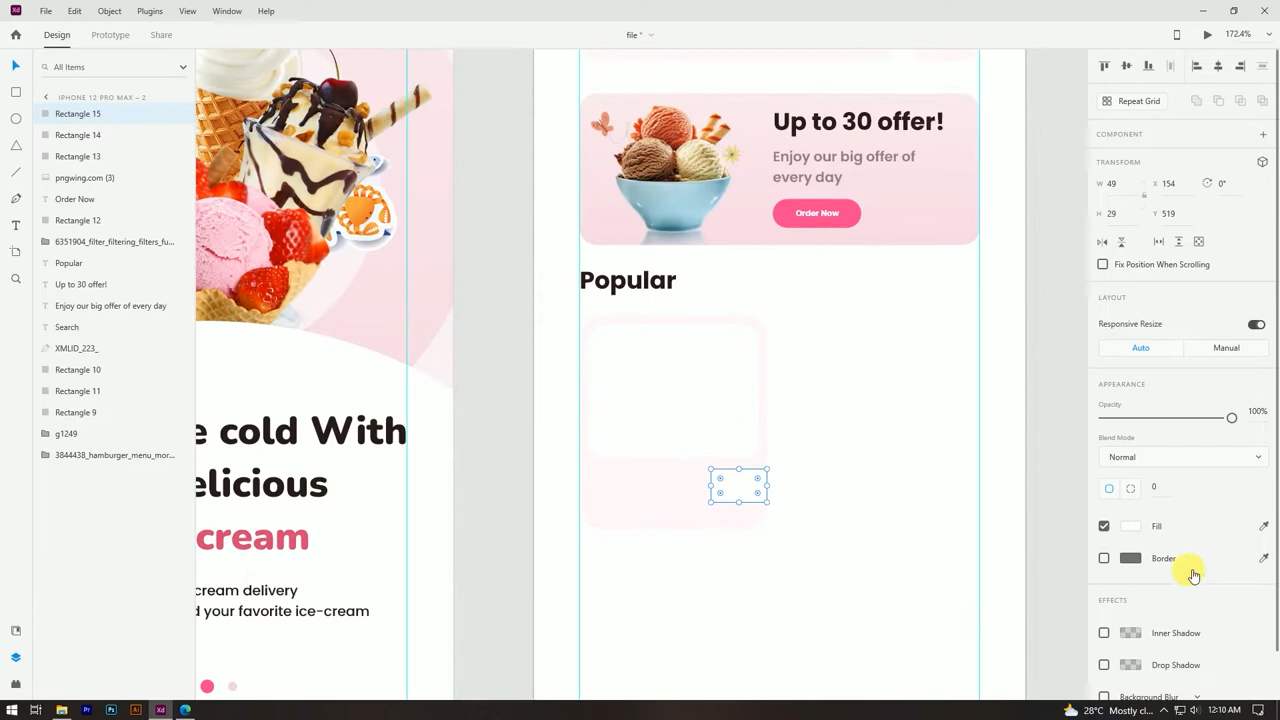 File Edit Object Plugins View Window Help
Design Prototype Share
file *
172.4%
All Items
IPHONE 12 PRO MAX – 2
Rectangle 15
Rectangle 14
Rectangle 13
pngwing.com (3)
Order Now
Rectangle 12
6351904_filter_filtering_filters_fu...
Popular
Up to 30 offer!
Enjoy our big offer of every day
Search
XMLID_223_
Rectangle 10
Rectangle 11
Rectangle 9
g1249
3844438_hamburger_menu_mor...
e cold With
elicious
cream
cream delivery
d your favorite ice-cream
Up to 30 offer!
Enjoy our big offer of
every day
Order Now
Popular
Repeat Grid
COMPONENT
TRANSFORM
W 49 X 154 0°
H 29 Y 519
Fix Position When Scrolling
LAYOUT
Responsive Resize
Auto Manual
APPEARANCE
Opacity
100%
Blend Mode
Normal
0
Fill
Border
EFFECTS
Inner Shadow
Drop Shadow
Background Blur
28°C Mostly cl... 12:10 AM